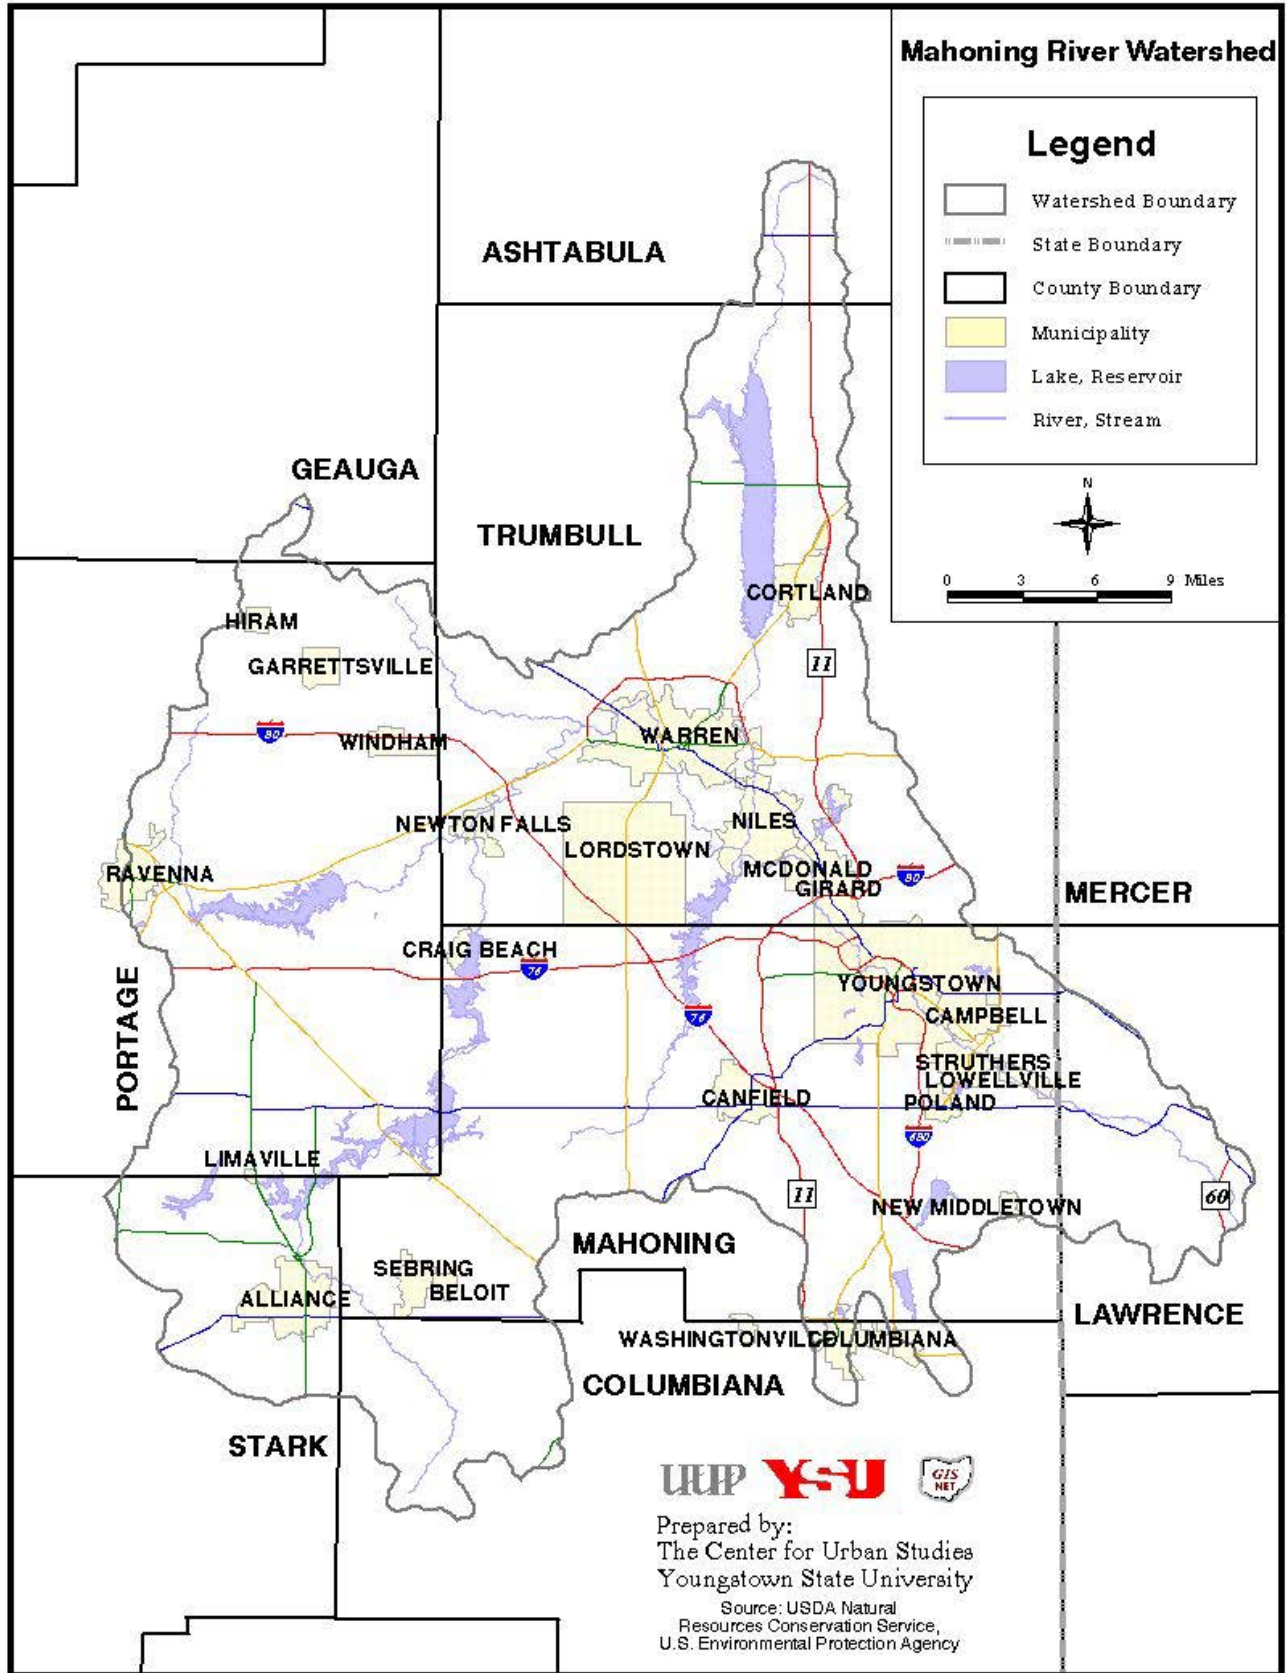 Mahoning River Watershed
Legend
Watershed Boundary
State Boundary
County Boundary
Municipality
Lake, Reservoir
River, Stream
N
0 3 6 9 Miles
ASHTABULA
GEAUGA
TRUMBULL
CORTLAND
HIRAM
GARRETTSVILLE
11
80
WINDHAM
WARREN
NEWTON FALLS
NILES
LORDSTOWN
RAVENNA
MCDONALD
GIRARD
80
MERCER
CRAIG BEACH
76
YOUNGSTOWN
76
CAMPBELL
PORTAGE
STRUTHERS
LOWELLVILLE
CANFIELD
POLAND
680
LIMAVILLE
11
60
NEW MIDDLETOWN
MAHONING
SEBRING
BELOIT
ALLIANCE
LAWRENCE
WASHINGTONVILLE
COLUMBIANA
COLUMBIANA
STARK
UUP YSU GIS
NET
Prepared by:
The Center for Urban Studies
Youngstown State University
Source: USDA Natural
Resources Conservation Service,
U.S. Environmental Protection Agency